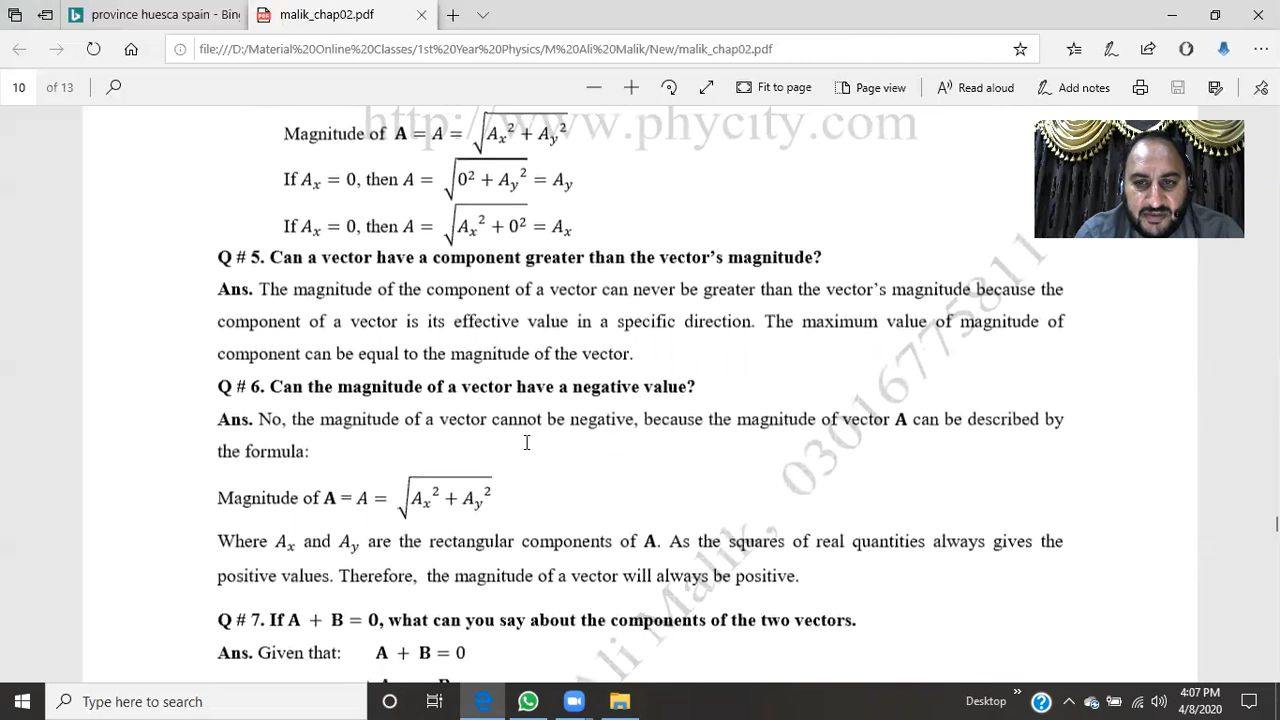 province huesca spain - Bing
malik_chap02.pdf
file:///D:/Material%20Online%20Classes/1st%20Year%20Physics/M%20Ali%20Malik/New/malik_chap02.pdf
10 of 13
Fit to page
Page view
Read aloud
Add notes
http://www.phycity.com
Magnitude of A = A = √(Aₓ² + Aᵧ²)
If Aₓ = 0, then A = √(0² + Aᵧ²) = Aᵧ
If Aₓ = 0, then A = √(Aₓ² + 0²) = Aₓ
Q # 5. Can a vector have a component greater than the vector's magnitude?
Ans. The magnitude of the component of a vector can never be greater than the vector's magnitude because the
component of a vector is its effective value in a specific direction. The maximum value of magnitude of
component can be equal to the magnitude of the vector.
Q # 6. Can the magnitude of a vector have a negative value?
Ans. No, the magnitude of a vector cannot be negative, because the magnitude of vector A can be described by
the formula:
Magnitude of A = A = √(Aₓ² + Aᵧ²)
Where Aₓ and Aᵧ are the rectangular components of A. As the squares of real quantities always gives the
positive values. Therefore, the magnitude of a vector will always be positive.
Q # 7. If A + B = 0, what can you say about the components of the two vectors.
Ans. Given that: A + B = 0
Ali Malik, 03016775811
Type here to search
Desktop
4:07 PM
4/8/2020